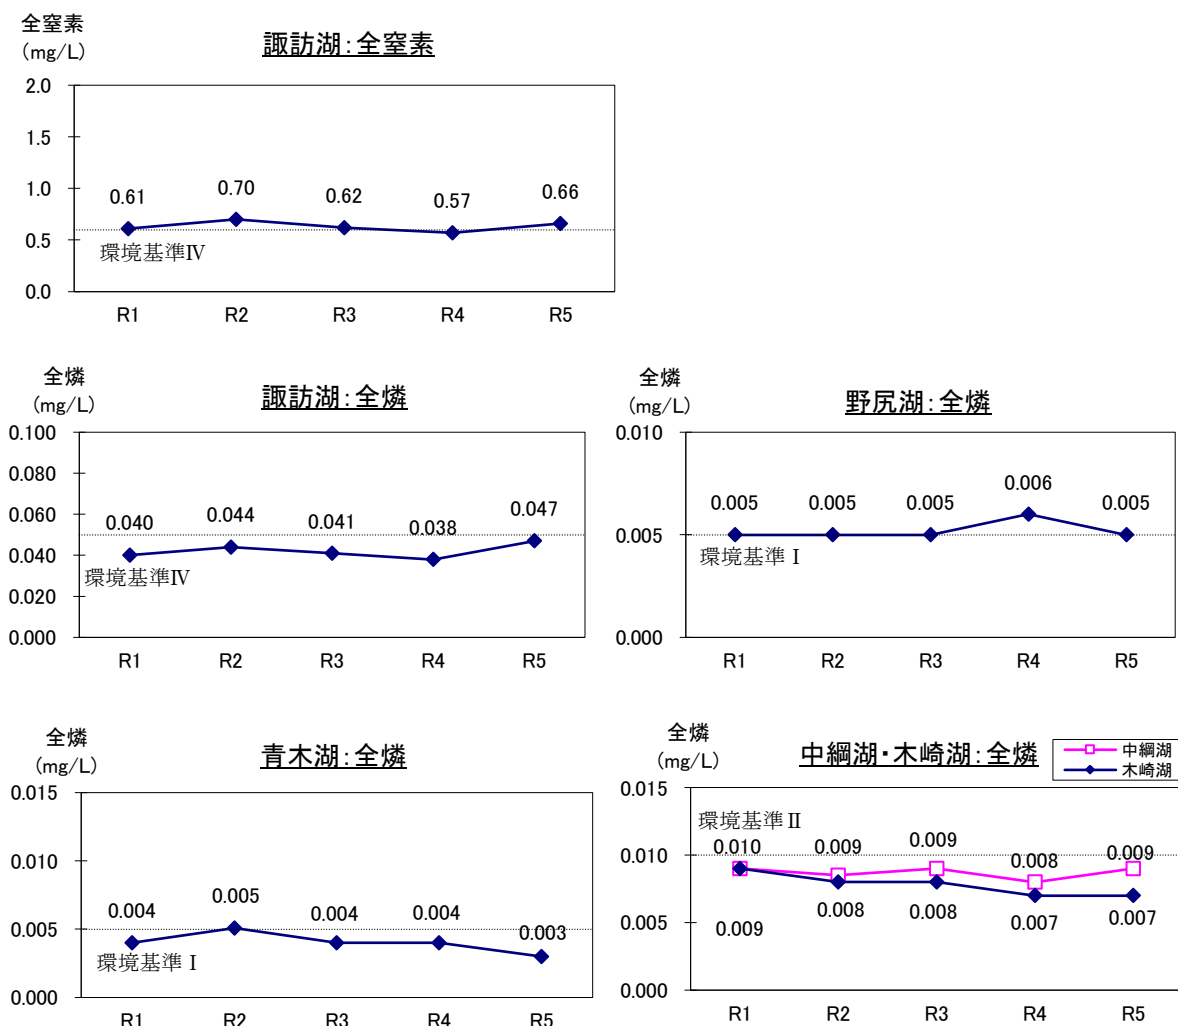 全窒素
(mg/L)
諏訪湖：全窒素
2.0
1.5
1.0
0.5
0.0
0.61
0.70
0.62
0.57
0.66
環境基準Ⅳ
R1
R2
R3
R4
R5
全燐
(mg/L)
諏訪湖：全燐
0.100
0.080
0.060
0.040
0.020
0.000
0.040
0.044
0.041
0.038
0.047
環境基準Ⅳ
R1
R2
R3
R4
R5
全燐
(mg/L)
野尻湖：全燐
0.010
0.005
0.000
0.005
0.005
0.005
0.006
0.005
環境基準Ⅰ
R1
R2
R3
R4
R5
全燐
(mg/L)
青木湖：全燐
0.015
0.010
0.005
0.000
0.004
0.005
0.004
0.004
0.003
環境基準Ⅰ
R1
R2
R3
R4
R5
全燐
(mg/L)
中綱湖・木崎湖：全燐
中綱湖
木崎湖
0.015
0.010
0.005
0.000
環境基準Ⅱ
0.010
0.009
0.009
0.008
0.009
0.009
0.008
0.008
0.007
0.007
R1
R2
R3
R4
R5